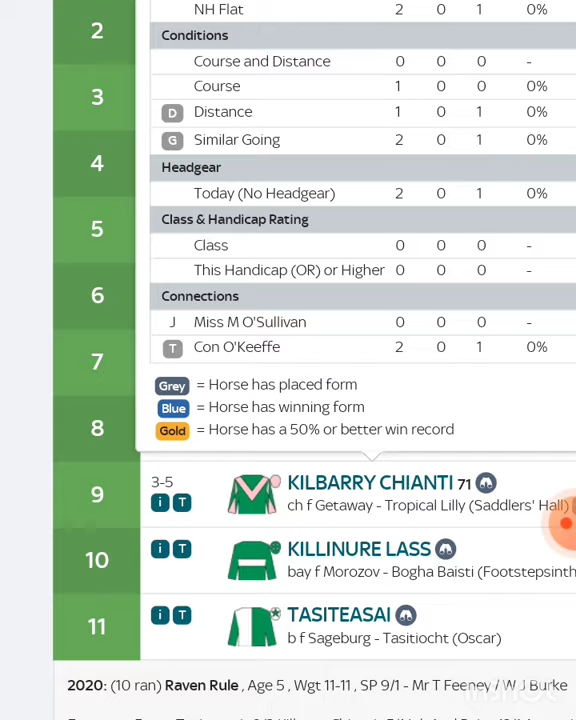 2
NH Flat 2 0 1 0%
Conditions
Course and Distance 0 0 0 -
3
Course 1 0 0 0%
D Distance 1 0 1 0%
G Similar Going 2 0 1 0%
4
Headgear
Today (No Headgear) 2 0 1 0%
Class & Handicap Rating
5
Class 0 0 0 -
This Handicap (OR) or Higher 0 0 0 -
6
Connections
J Miss M O'Sullivan 0 0 0 -
T Con O'Keeffe 2 0 1 0%
7
Grey = Horse has placed form
Blue = Horse has winning form
8
Gold = Horse has a 50% or better win record
9
3-5 KILBARRY CHIANTI 71
i T ch f Getaway - Tropical Lilly (Saddlers' Hall)
10
i T KILLINURE LASS
bay f Morozov - Bogha Baisti (Footstepsinth
11
i T TASITEASAI
b f Sageburg - Tasitiocht (Oscar)
2020: (10 ran) Raven Rule , Age 5 , Wgt 11-11 , SP 9/1 - Mr T Feeney / W J Burke